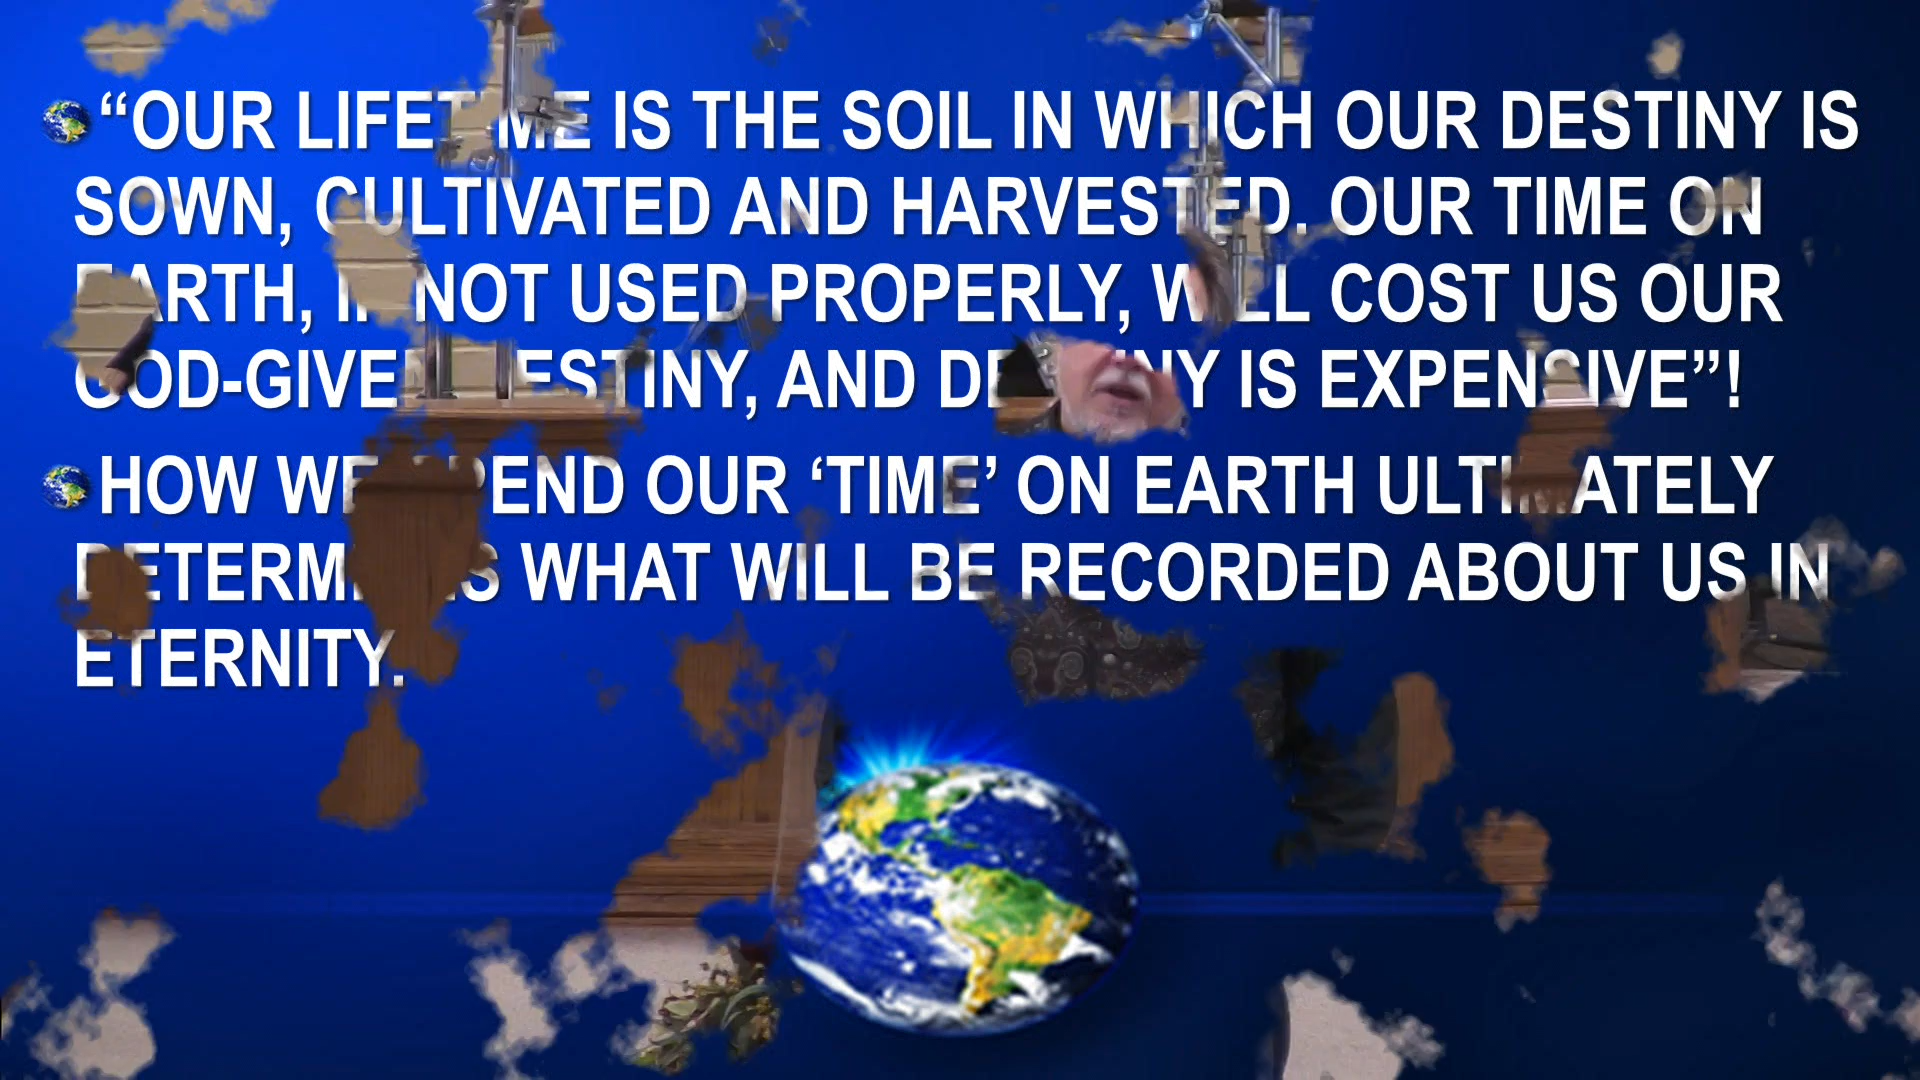 “OUR LIFETIME IS THE SOIL IN WHICH OUR DESTINY IS
SOWN, CULTIVATED AND HARVESTED. OUR TIME ON
EARTH, IF NOT USED PROPERLY, WILL COST US OUR
GOD-GIVEN DESTINY, AND DESTINY IS EXPENSIVE”!
HOW WE SPEND OUR ‘TIME’ ON EARTH ULTIMATELY
DETERMINES WHAT WILL BE RECORDED ABOUT US IN
ETERNITY.